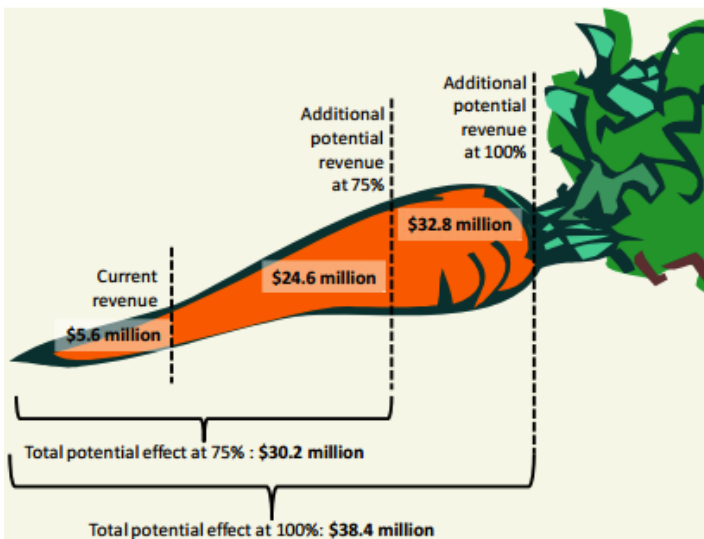 Additional
potential
revenue
at 100%
Additional
potential
revenue
at 75%
$32.8 million
$24.6 million
Current
revenue
$5.6 million
Total potential effect at 75% : $30.2 million
Total potential effect at 100%: $38.4 million